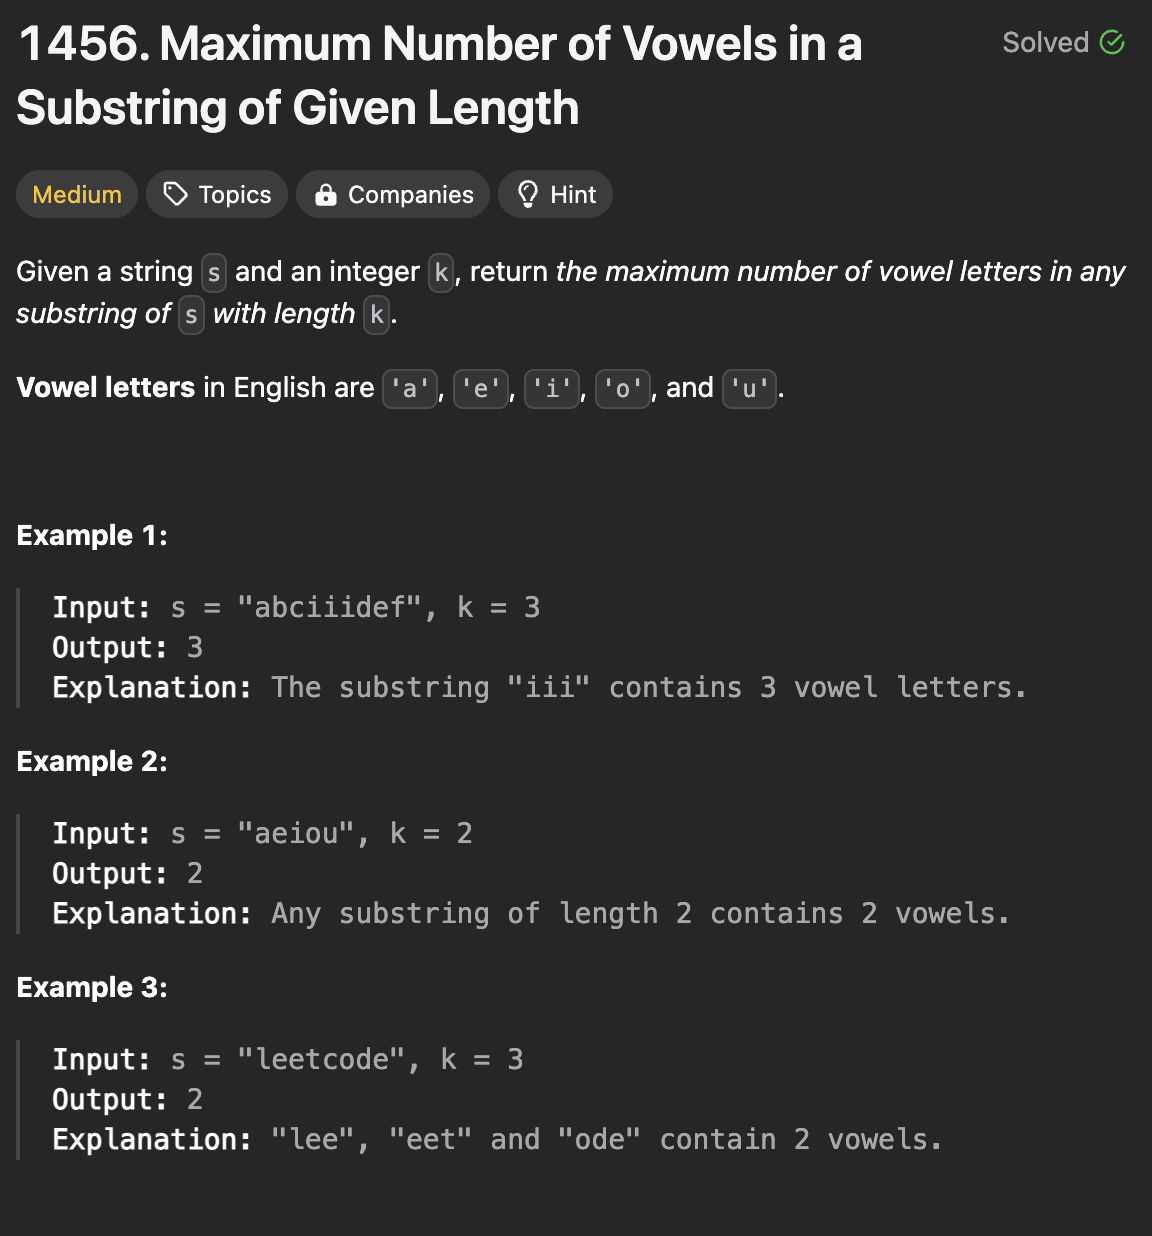 1456. Maximum Number of Vowels in a
Solved
Substring of Given Length
Medium Topics Companies Hint
Given a string s and an integer k, return the maximum number of vowel letters in any
substring of s with length k.
Vowel letters in English are 'a', 'e', 'i', 'o', and 'u'.
Example 1:
Input: s = "abciiidef", k = 3
Output: 3
Explanation: The substring "iii" contains 3 vowel letters.
Example 2:
Input: s = "aeiou", k = 2
Output: 2
Explanation: Any substring of length 2 contains 2 vowels.
Example 3:
Input: s = "leetcode", k = 3
Output: 2
Explanation: "lee", "eet" and "ode" contain 2 vowels.